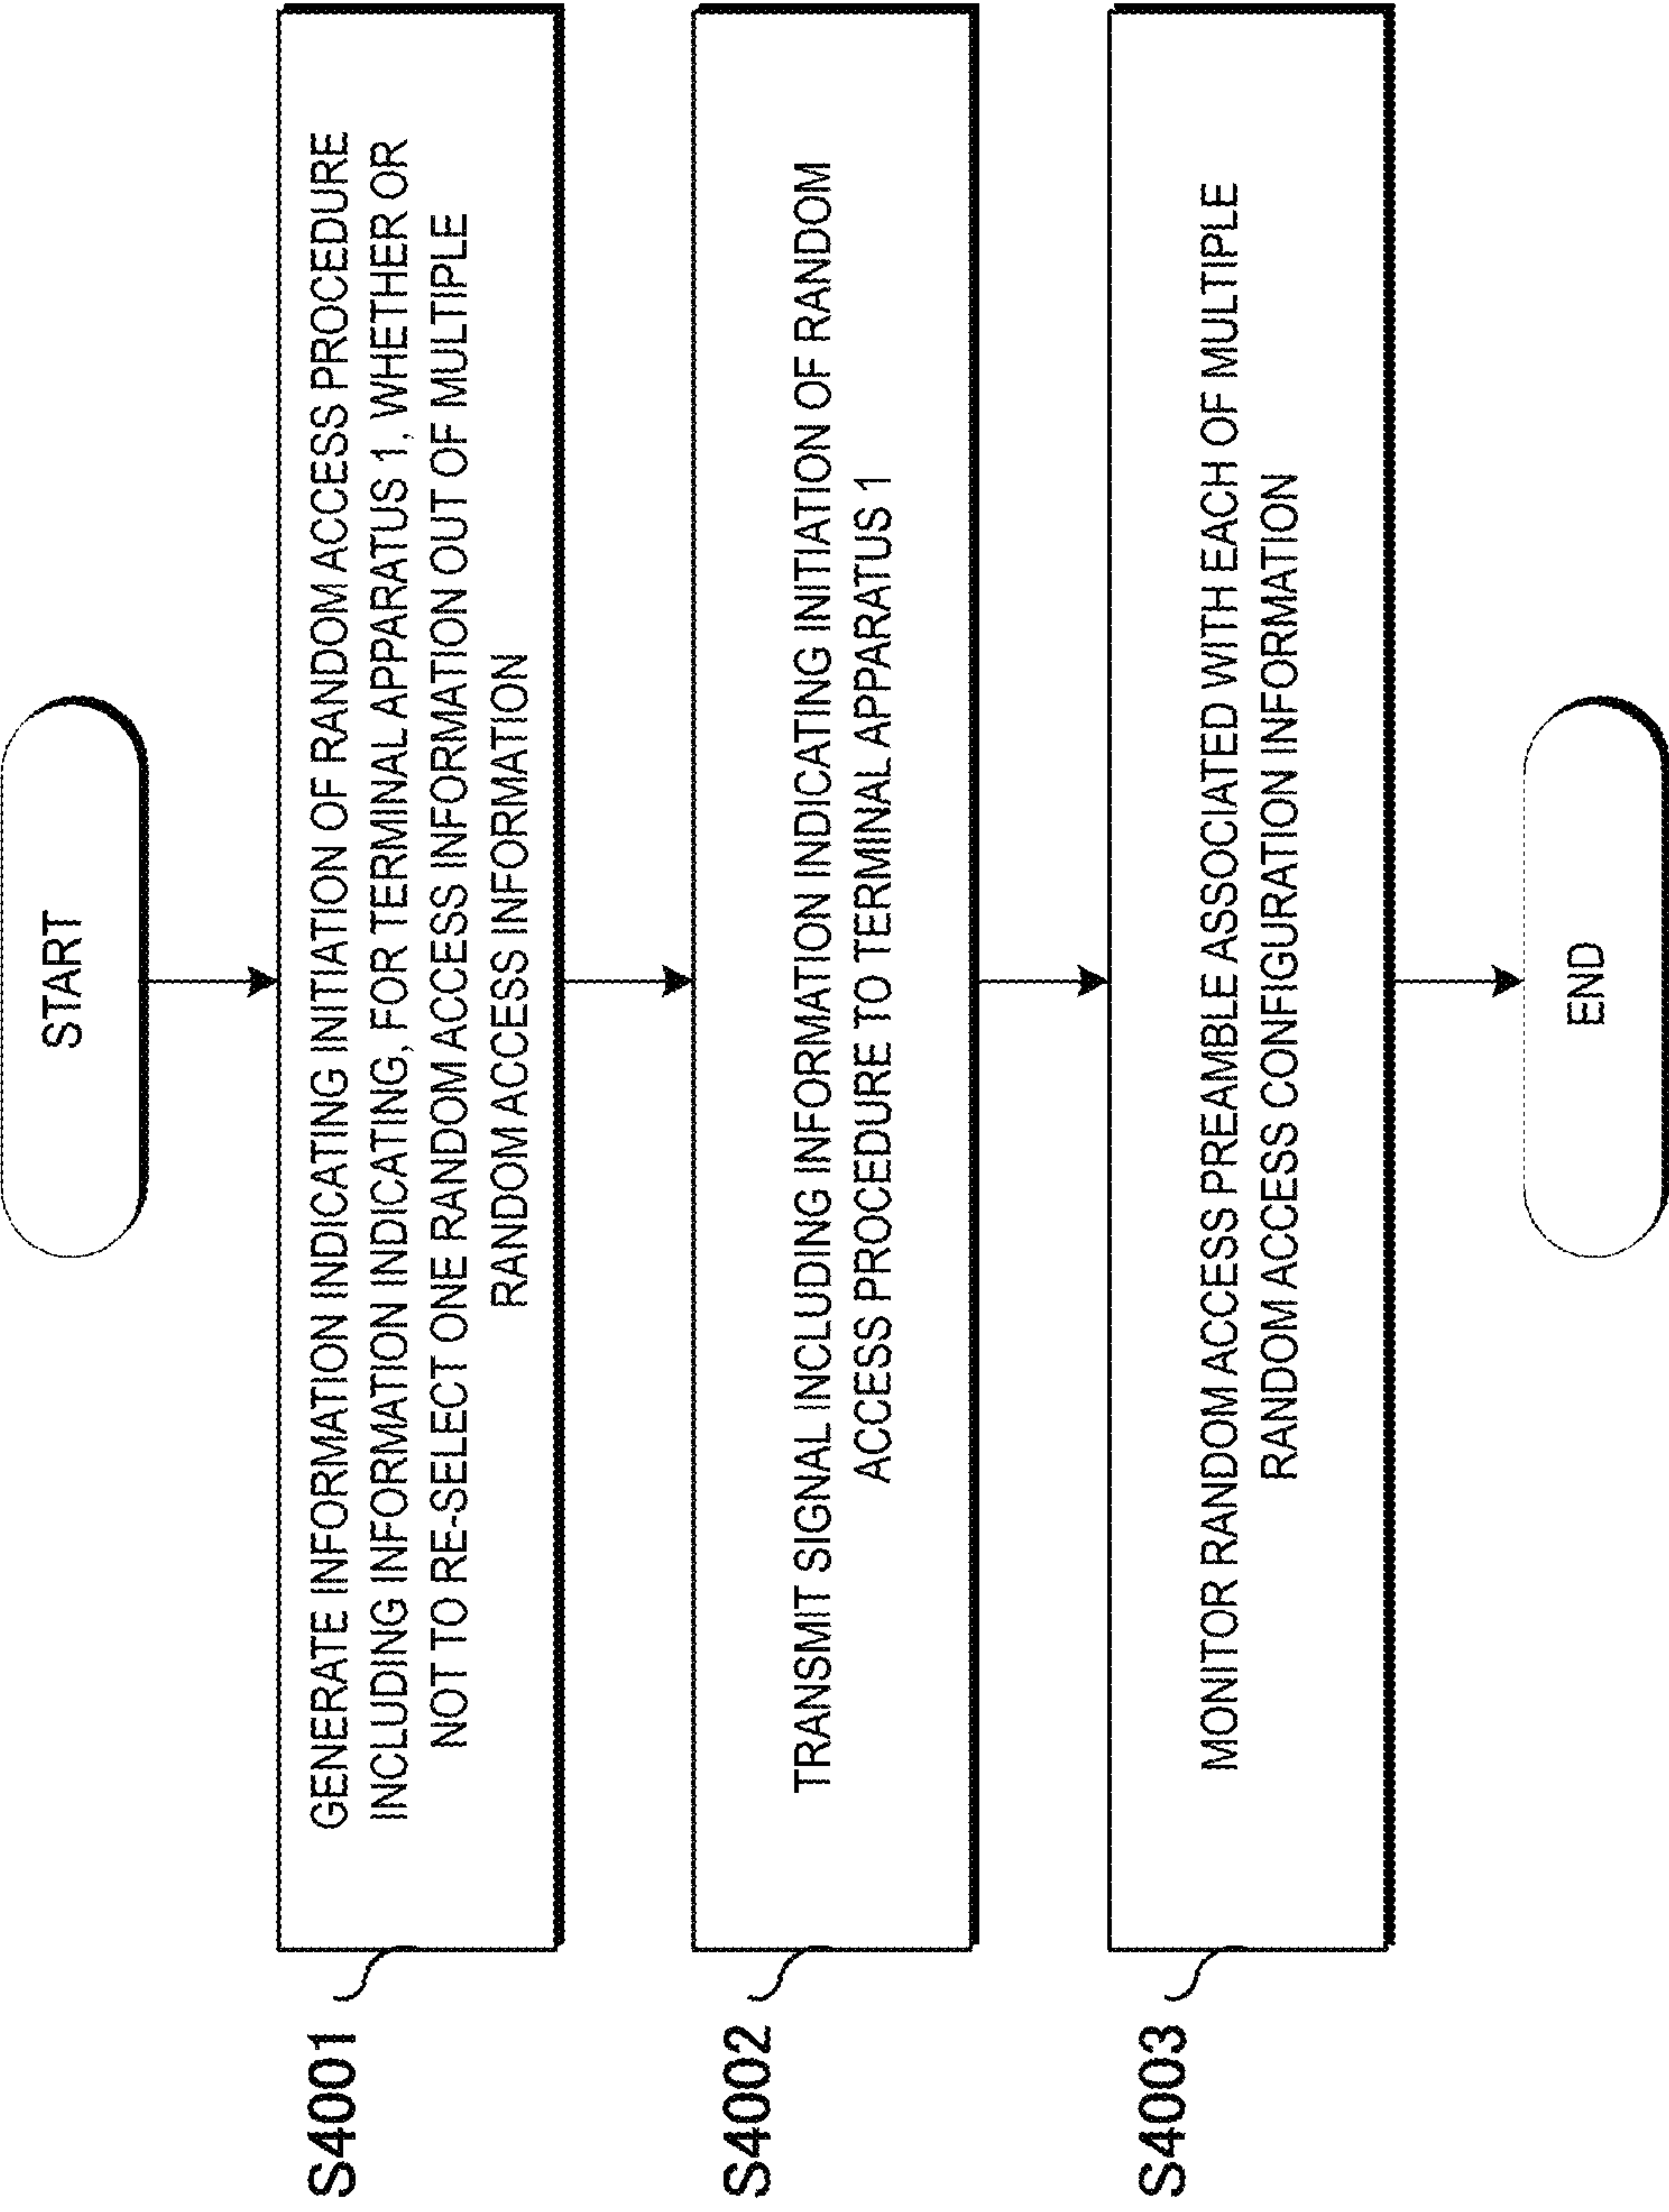 START
S4001
GENERATE INFORMATION INDICATING INITIATION OF RANDOM ACCESS PROCEDURE
INCLUDING INFORMATION INDICATING, FOR TERMINAL APPARATUS 1, WHETHER OR
NOT TO RE-SELECT ONE RANDOM ACCESS INFORMATION OUT OF MULTIPLE
RANDOM ACCESS INFORMATION
S4002
TRANSMIT SIGNAL INCLUDING INFORMATION INDICATING INITIATION OF RANDOM
ACCESS PROCEDURE TO TERMINAL APPARATUS 1
S4003
MONITOR RANDOM ACCESS PREAMBLE ASSOCIATED WITH EACH OF MULTIPLE
RANDOM ACCESS CONFIGURATION INFORMATION
END